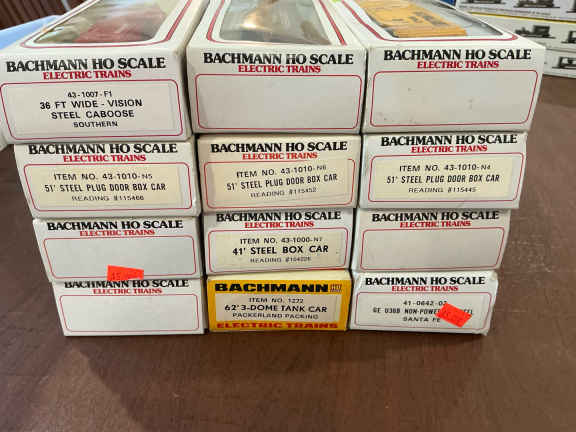 BACHMANN HO SCALE
ELECTRIC TRAINS
43-1007-F1
36 FT WIDE-VISION
STEEL CABOOSE
SOUTHERN
BACHMANN HO SCALE
ELECTRIC TRAINS
BACHMANN HO SCALE
ELECTRIC TRAINS
BACHMANN HO SCALE
ELECTRIC TRAINS
ITEM NO. 43-1010-N5
51' STEEL PLUG DOOR BOX CAR
READING #115466
BACHMANN HO SCALE
ELECTRIC TRAINS
ITEM NO. 43-1010-N6
51' STEEL PLUG DOOR BOX CAR
READING #115452
BACHMANN HO SCALE
ELECTRIC TRAINS
ITEM NO. 43-1010-N4
51' STEEL PLUG DOOR BOX CAR
READING #115445
BACHMANN HO SCALE
ELECTRIC TRAINS
BACHMANN HO SCALE
ELECTRIC TRAINS
ITEM NO. 43-1000-N7
41' STEEL BOX CAR
READING
BACHMANN HO SCALE
ELECTRIC TRAINS
BACHMANN HO SCALE
ELECTRIC TRAINS
BACHMANN HO
ITEM NO. 1272
62' 3-DOME TANK CAR
PACKERLAND PACKING
ELECTRIC TRAINS
BACHMANN HO SCALE
ELECTRIC TRAINS
41-0642-02
GE U36B NON-POWE
SANTA FE